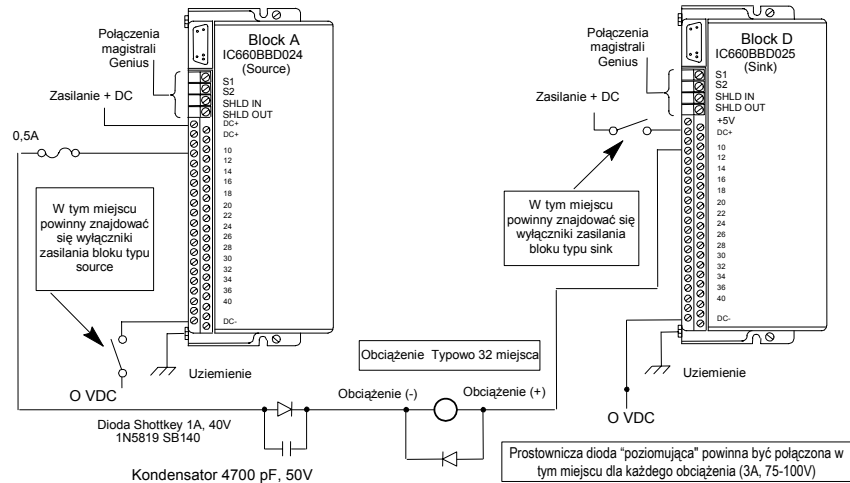 Połączenia
magistrali
Genius
Zasilanie + DC
0,5A
W tym miejscu
powinny znajdować
się wyłączniki
zasilania bloku typu
source
O VDC
Block A
IC660BBD024
(Source)
S1
S2
SHLD IN
SHLD OUT
DC+
DC+
10
12
14
16
18
20
22
24
26
28
30
32
34
36
40
DC-
Uziemienie
Połączenia
magistrali
Genius
Zasilanie + DC
W tym miejscu
powinny znajdować się
wyłączniki zasilania
bloku typu sink
Block D
IC660BBD025
(Sink)
S1
S2
SHLD IN
SHLD OUT
+5V
DC+
10
12
14
16
18
20
22
24
26
28
30
32
34
36
40
DC-
Uziemienie
O VDC
Obciążenie Typowo 32 miejsca
Obciążenie (-)
Obciążenie (+)
Dioda Shottkey 1A, 40V
1N5819 SB140
Kondensator 4700 pF, 50V
Prostownicza dioda "poziomująca" powinna być połączona w
tym miejscu dla każdego obciążenia (3A, 75-100V)